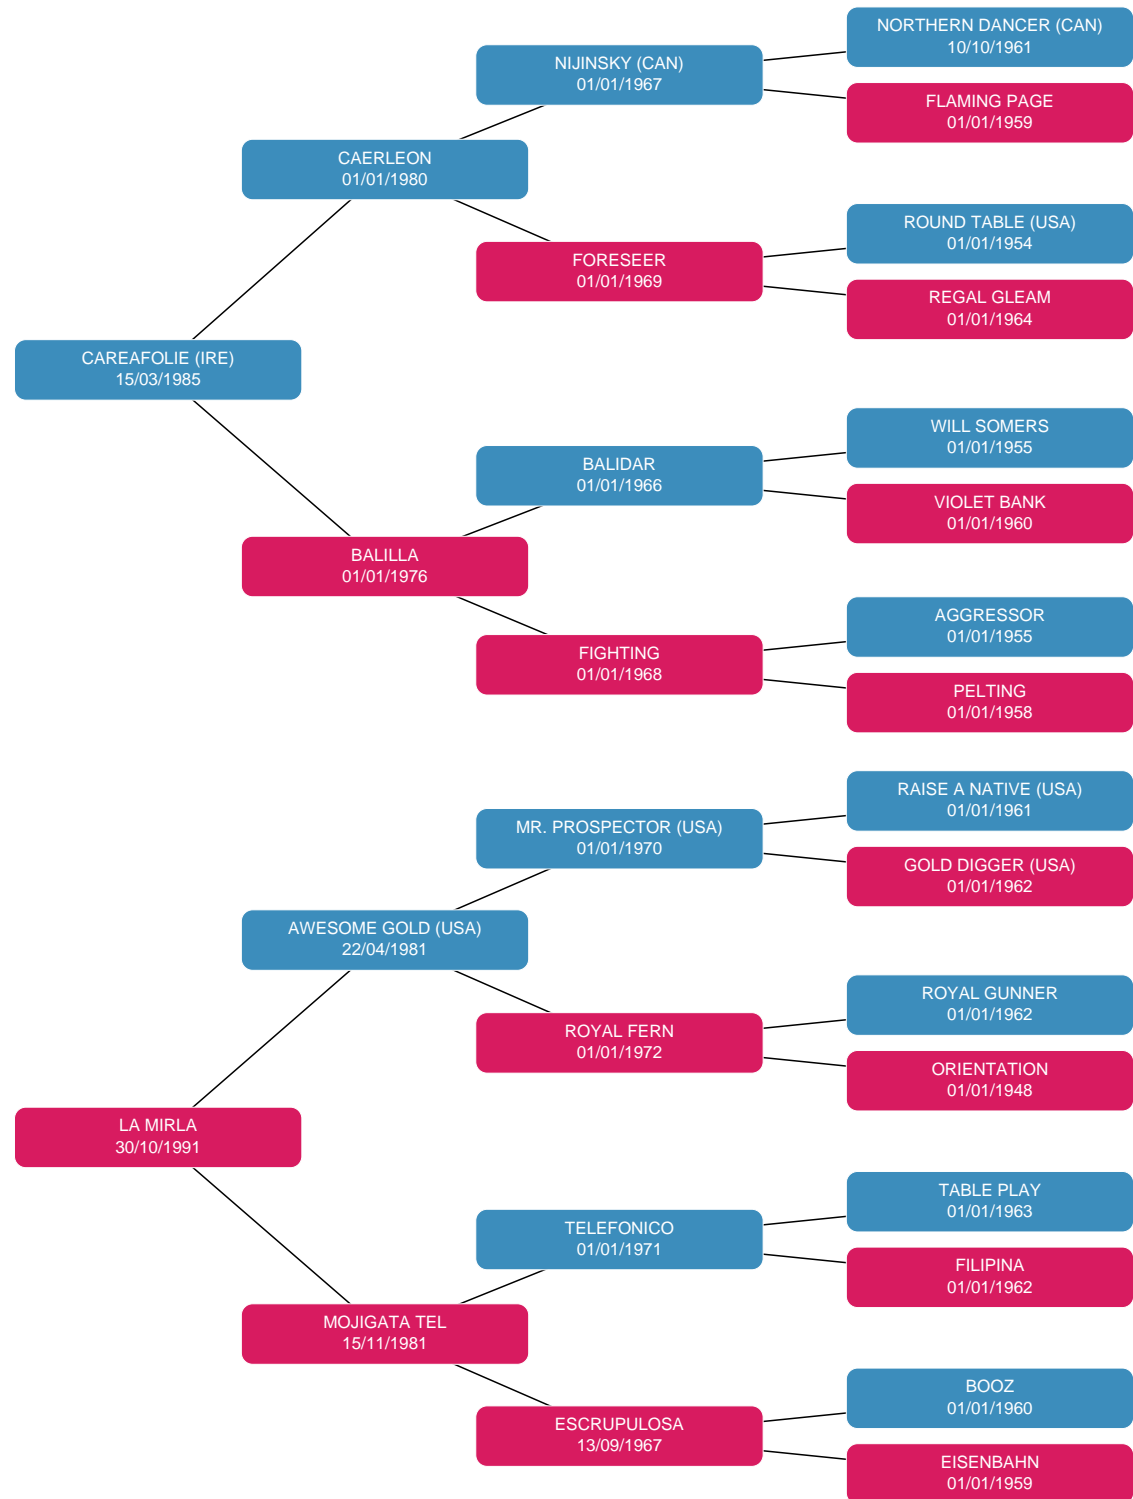 NORTHERN DANCER (CAN)
10/10/1961
NIJINSKY (CAN)
01/01/1967
FLAMING PAGE
01/01/1959
CAERLEON
01/01/1980
ROUND TABLE (USA)
01/01/1954
FORESEER
01/01/1969
REGAL GLEAM
01/01/1964
CAREAFOLIE (IRE)
15/03/1985
WILL SOMERS
01/01/1955
BALIDAR
01/01/1966
VIOLET BANK
01/01/1960
BALILLA
01/01/1976
AGGRESSOR
01/01/1955
FIGHTING
01/01/1968
PELTING
01/01/1958
RAISE A NATIVE (USA)
01/01/1961
MR. PROSPECTOR (USA)
01/01/1970
GOLD DIGGER (USA)
01/01/1962
AWESOME GOLD (USA)
22/04/1981
ROYAL GUNNER
01/01/1962
ROYAL FERN
01/01/1972
ORIENTATION
01/01/1948
LA MIRLA
30/10/1991
TABLE PLAY
01/01/1963
TELEFONICO
01/01/1971
FILIPINA
01/01/1962
MOJIGATA TEL
15/11/1981
BOOZ
01/01/1960
ESCRUPULOSA
13/09/1967
EISENBAHN
01/01/1959